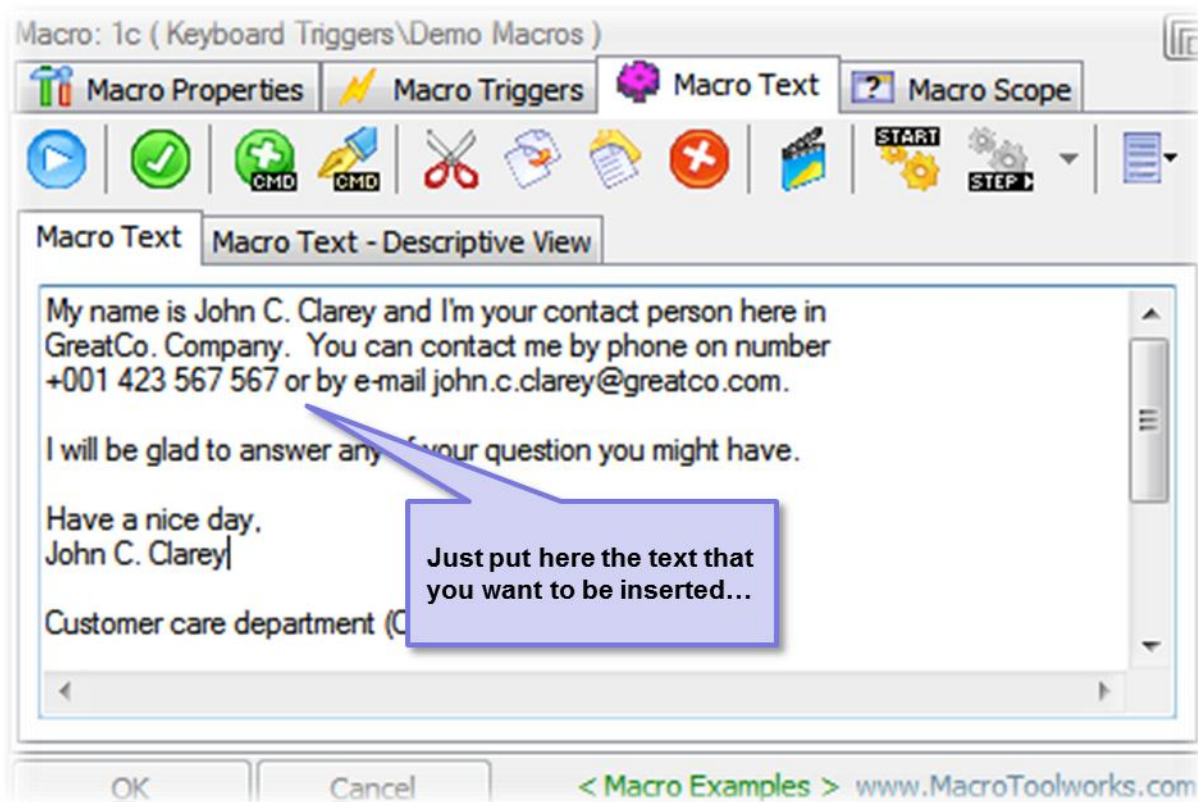 Macro: 1c ( Keyboard Triggers\Demo Macros )
Macro Properties Macro Triggers Macro Text Macro Scope
CMD CMD START STEP
Macro Text Macro Text - Descriptive View
My name is John C. Clarey and I'm your contact person here in
GreatCo. Company.  You can contact me by phone on number
+001 423 567 567 or by e-mail john.c.clarey@greatco.com.
I will be glad to answer any of your question you might have.
Have a nice day,
John C. Clarey
Just put here the text that
you want to be inserted...
Customer care department (
OK Cancel < Macro Examples > www.MacroToolworks.com